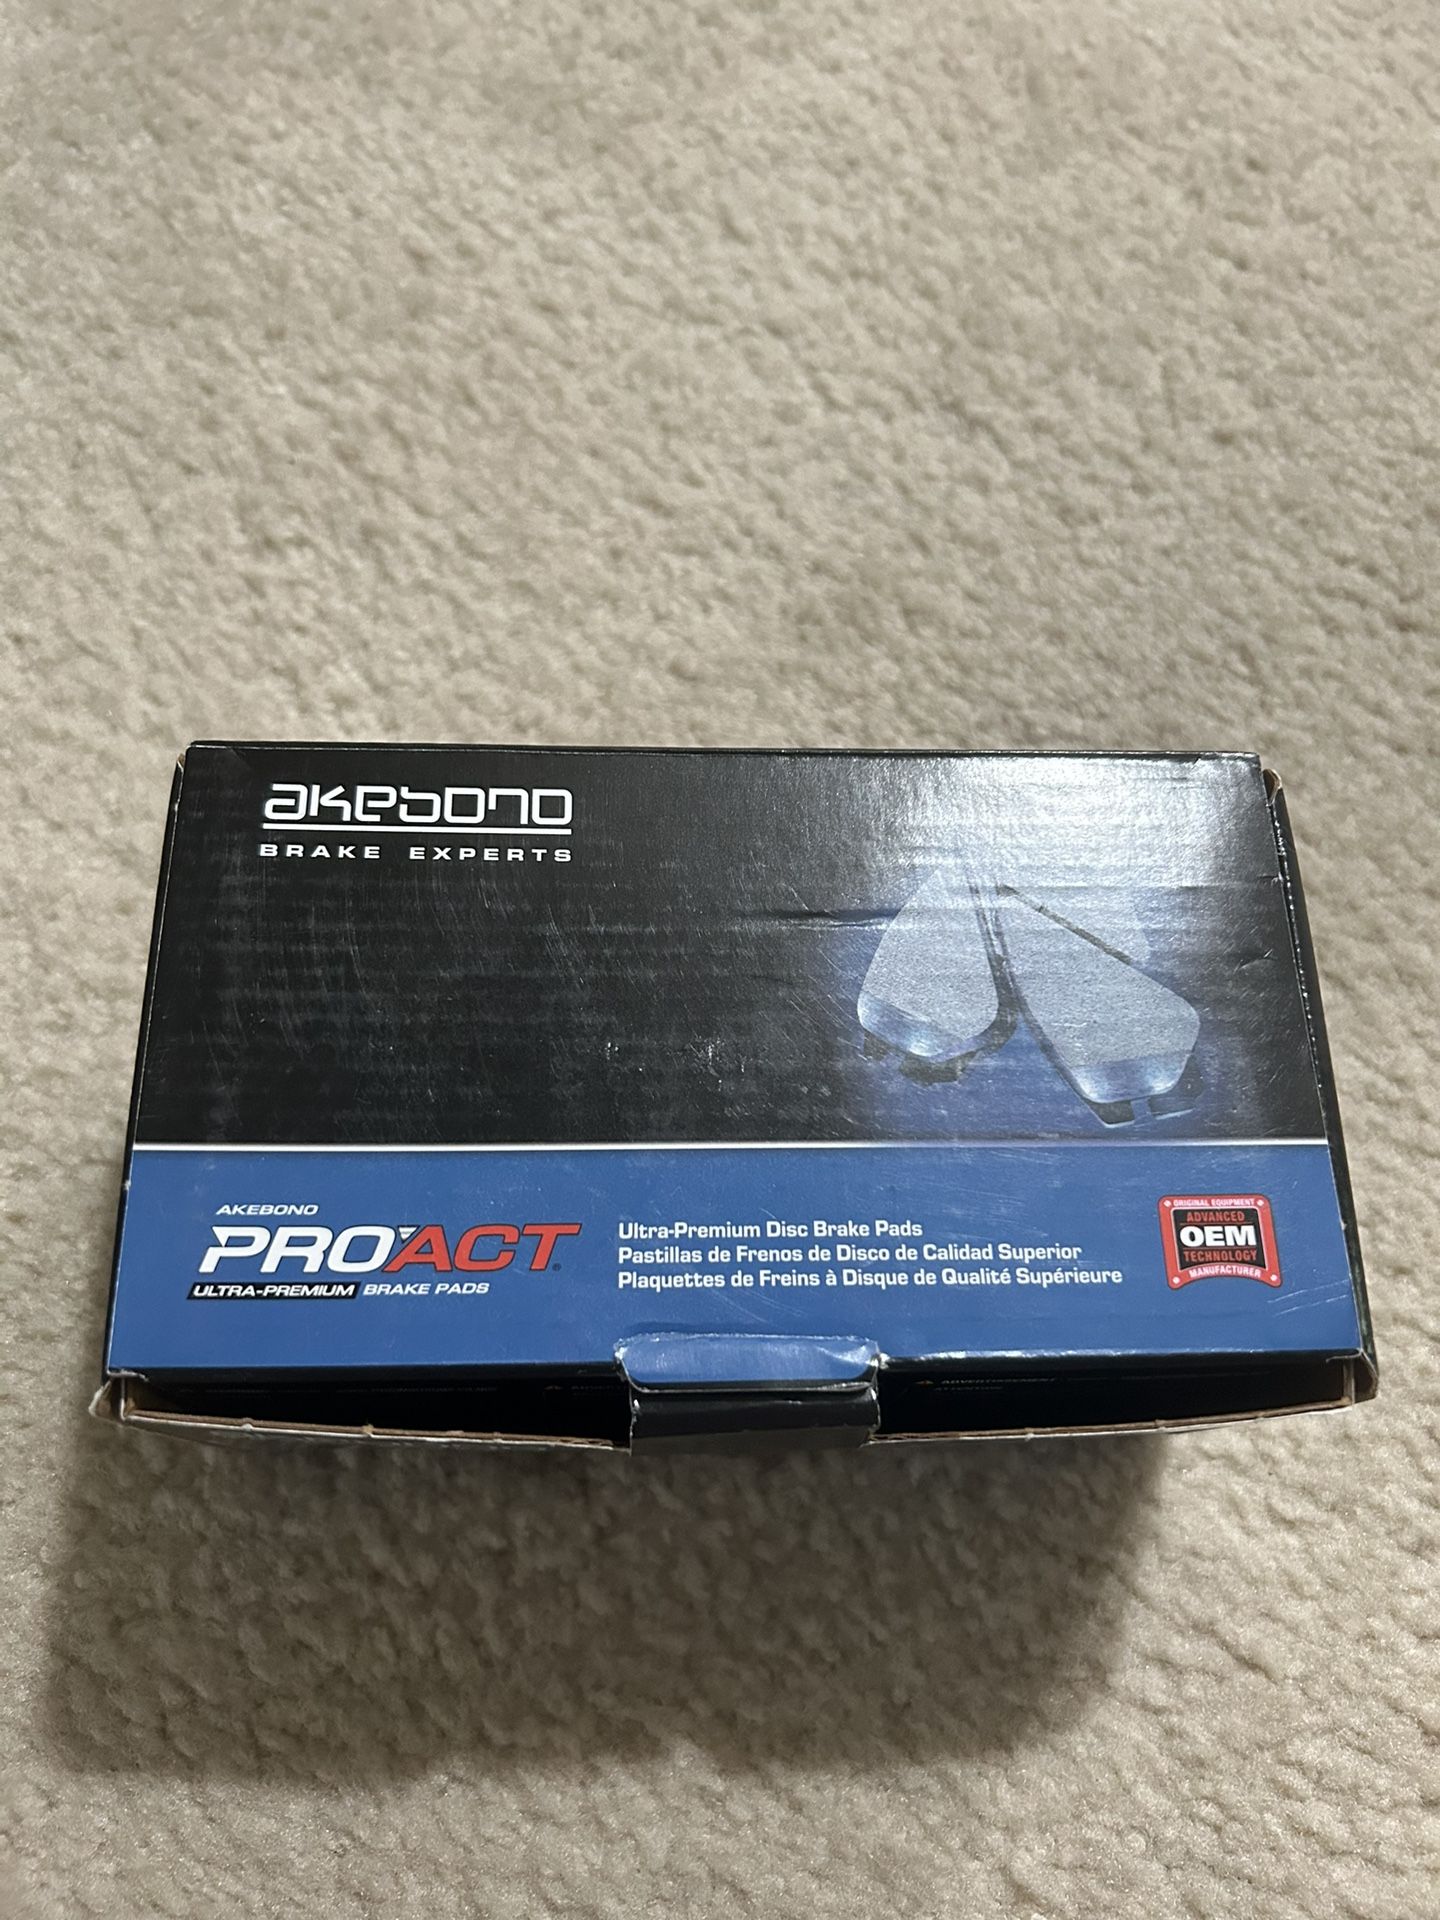 akebono
BRAKE EXPERTS
AKEBONO
PROACT®
ULTRA-PREMIUM BRAKE PADS
Ultra-Premium Disc Brake Pads
Pastillas de Frenos de Disco de Calidad Superior
Plaquettes de Freins à Disque de Qualité Supérieure
ORIGINAL EQUIPMENT
ADVANCED
OEM
TECHNOLOGY
MANUFACTURER